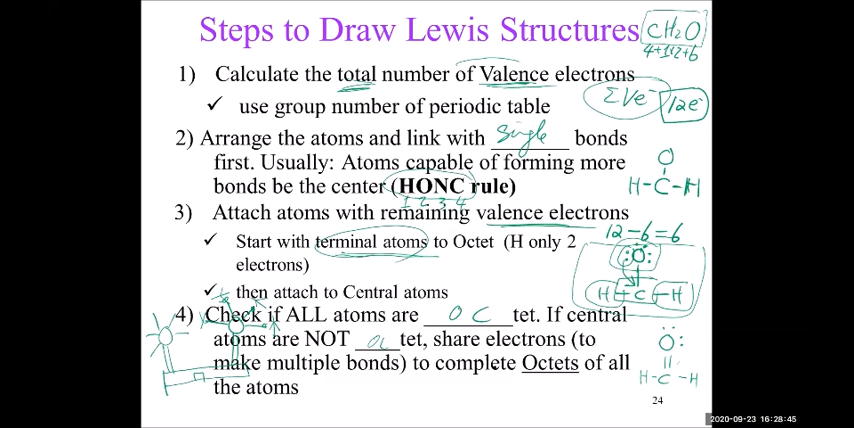 Steps to Draw Lewis Structures
CH2O
4+1x2+6
1) Calculate the total number of Valence electrons
✓ use group number of periodic table
ΣVe-
12e-
2) Arrange the atoms and link with single bonds
first. Usually: Atoms capable of forming more
bonds be the center (HONC rule)
1 2 3 4
O
H-C-H
3) Attach atoms with remaining valence electrons
12-6=6
✓ Start with terminal atoms to Octet (H only 2
electrons)
✓ then attach to Central atoms
:O:
H-C-H
4) Check if ALL atoms are OC tet. If central
atoms are NOT oc tet, share electrons (to
make multiple bonds) to complete Octets of all
the atoms
O:
H-C-H
24
2020-09-23 16:28:45